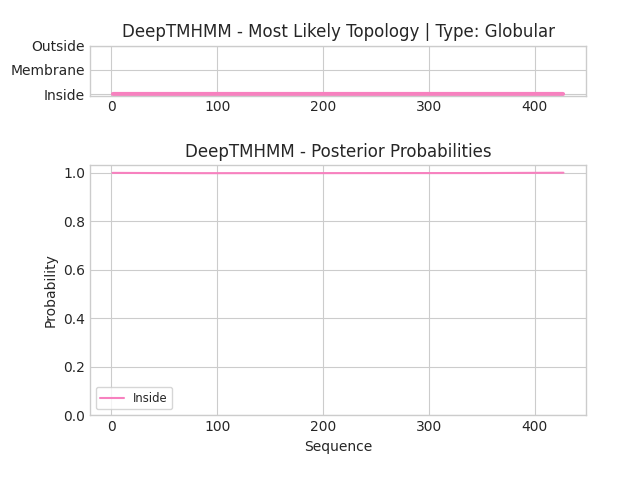 DeepTMHMM - Most Likely Topology | Type: Globular
Outside
Membrane
Inside
0 100 200 300 400
DeepTMHMM - Posterior Probabilities
1.0
0.8
0.6
0.4
0.2
0.0
Probability
Inside
0 100 200 300 400
Sequence